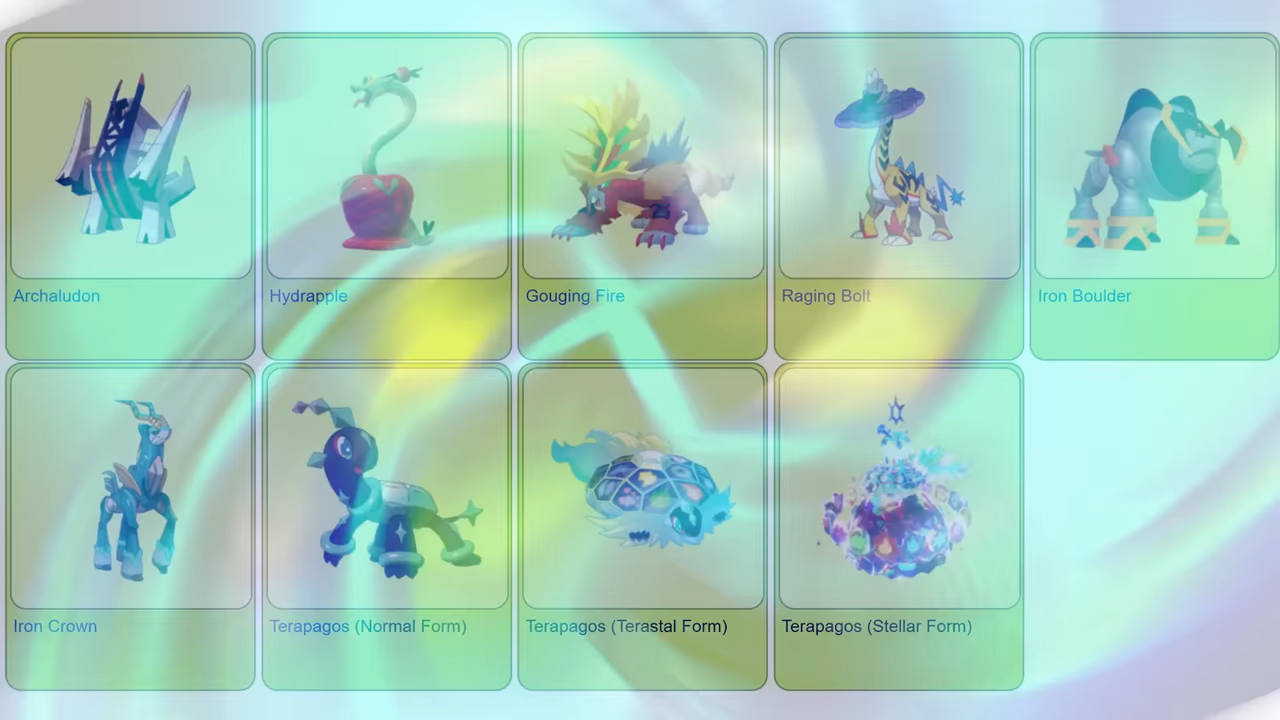 Archaludon
Hydrapple
Gouging Fire
Raging Bolt
Iron Boulder
Iron Crown
Terapagos (Normal Form)
Terapagos (Terastal Form)
Terapagos (Stellar Form)